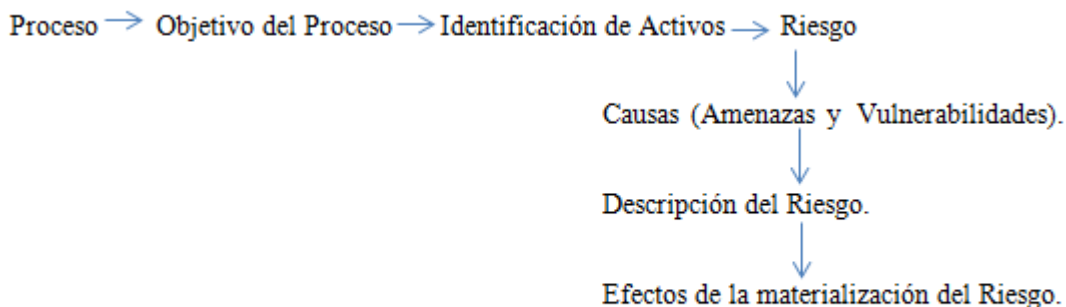 Proceso Objetivo del Proceso Identificación de Activos Riesgo
Causas (Amenazas y Vulnerabilidades).
Descripción del Riesgo.
Efectos de la materialización del Riesgo.